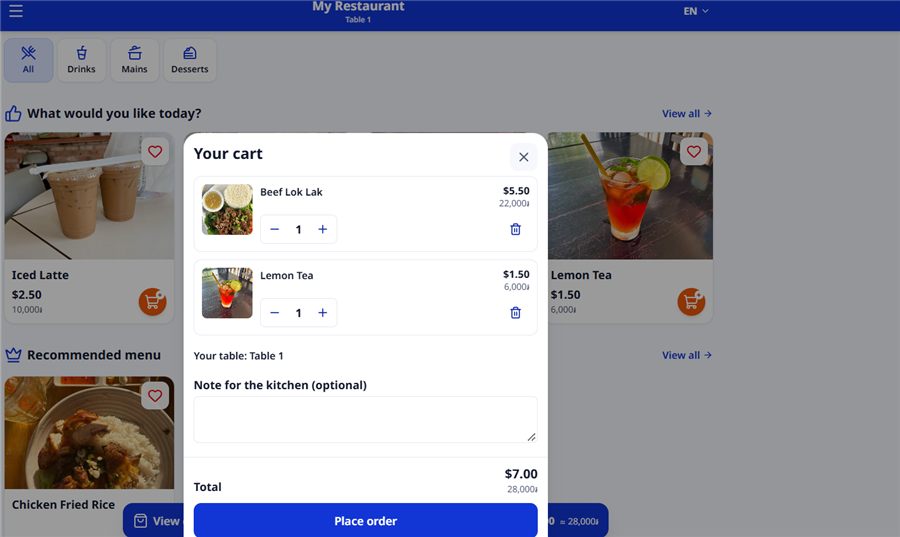 My Restaurant
Table 1
EN
All
Drinks
Mains
Desserts
What would you like today?
View all →
Your cart
Beef Lok Lak
$5.50
22,000៛
1
Lemon Tea
$1.50
6,000៛
1
Your table: Table 1
Note for the kitchen (optional)
Total
$7.00
28,000៛
Place order
Iced Latte
$2.50
10,000៛
Lemon Tea
$1.50
6,000៛
Recommended menu
View all →
Chicken Fried Rice
View
≈ 28,000៛